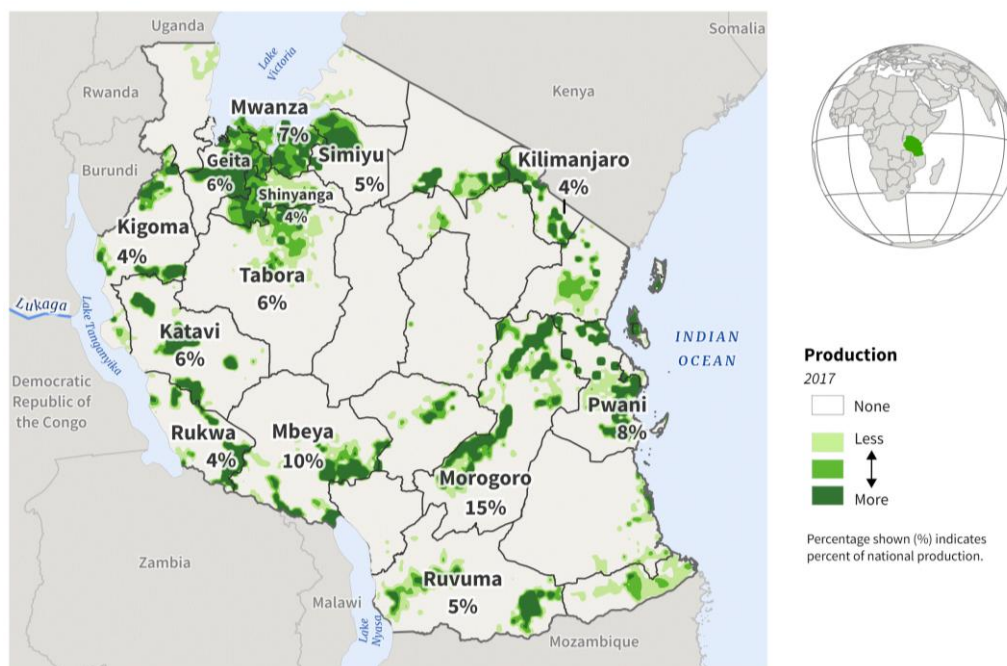 Uganda
Somalia
Lake
Victoria
Rwanda
Kenya
Mwanza
7%
Geita
6%
Simiyu
5%
Kilimanjaro
4%
Burundi
Shinyanga
4%
Kigoma
4%
Tabora
6%
Lukaga
Lake Tanganyika
Katavi
6%
INDIAN
OCEAN
Democratic
Republic of
the Congo
Pwani
8%
Rukwa
4%
Mbeya
10%
Morogoro
15%
Zambia
Malawi
Lake
Nyasa
Ruvuma
5%
Mozambique
Production
2017
None
Less
More
Percentage shown (%) indicates
percent of national production.